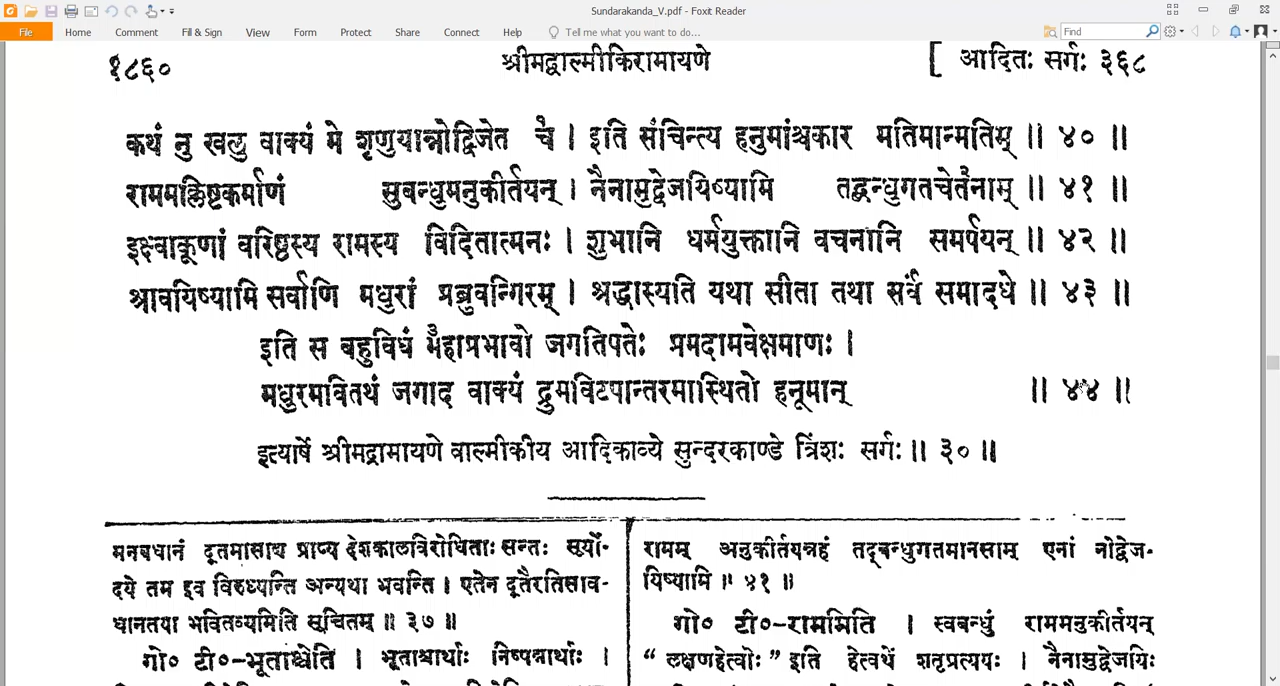 Sundarakanda_V.pdf - Foxit Reader
File Home Comment Fill & Sign View Form Protect Share Connect Help Tell me what you want to do... Find
१८६० श्रीमद्वाल्मीकिरामायणे [ आदितः सर्गः ३६८
कथं नु खलु वाक्यं मे शृणुयान्नोद्विजेत च । इति संचिन्त्य हनुमांश्चकार मतिमान्मतिम् ॥ ४० ॥
राममक्लिष्टकर्माणं सुबन्धुमनुकीर्तयन् । नैनामुद्वेजयिष्यामि तद्बन्धुगतचेतनाम् ॥ ४१ ॥
इक्ष्वाकूणां वरिष्ठस्य रामस्य विदितात्मनः । शुभानि धर्मयुक्तानि वचनानि समर्पयन् ॥ ४२ ॥
श्रावयिष्यामि सर्वाणि मधुरां प्रब्रुवन्गिरम् । श्रद्धास्यति यथा सीता तथा सर्वं समादधे ॥ ४३ ॥
इति स बहुविधं महाप्रभावो जगतिपतेः प्रमदामवेक्षमाणः ।
मधुरमवितथं जगाद वाक्यं द्रुमविटपान्तरमास्थितो हनूमान् ॥ ४४ ॥
इत्यार्षे श्रीमद्रामायणे वाल्मीकीय आदिकाव्ये सुन्दरकाण्डे त्रिंशः सर्गः ॥ ३० ॥
मनवधानं दूतमासाद्य प्राप्य देशकालविरोधिताः सन्तः सूर्यो-
दये तम इव विरुध्यन्ति अन्यथा भवन्ति । एतेन दूतैरतिसाव-
धानतया भवितव्यमिति सूचितम् ॥ ३७ ॥
गो० टी०-भूताश्चेति । भूताश्चार्थाः निष्पन्नार्थाः ।
रामम् अनुकीर्तयन्नहं तद्बन्धुगतमानसाम् एनां नोद्वेज-
यिष्यामि ॥ ४१ ॥
गो० टी०-राममिति । स्वबन्धुं राममनुकीर्तयन्
“ लक्षणहेत्वोः ” इति हेत्वर्थे शतृप्रत्ययः । नैनामुद्वेजयि-